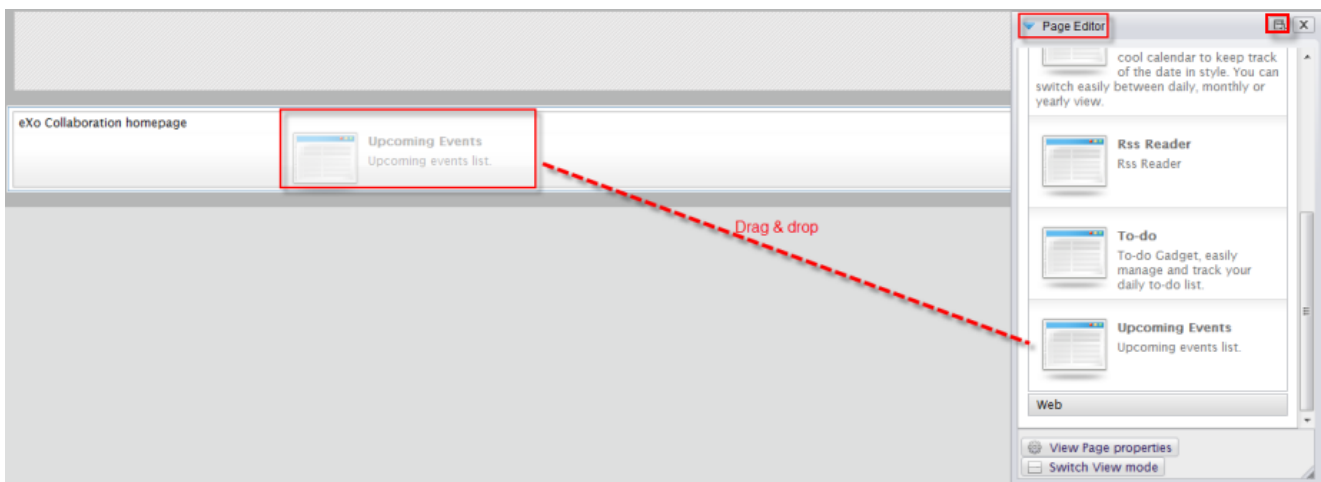 Page Editor
X
cool calendar to keep track
of the date in style. You can
switch easily between daily, monthly or
yearly view.
eXo Collaboration homepage
Upcoming Events
Upcoming events list.
Rss Reader
Rss Reader
Drag & drop
To-do
To-do Gadget, easily
manage and track your
daily to-do list.
Upcoming Events
Upcoming events list.
Web
View Page properties
Switch View mode